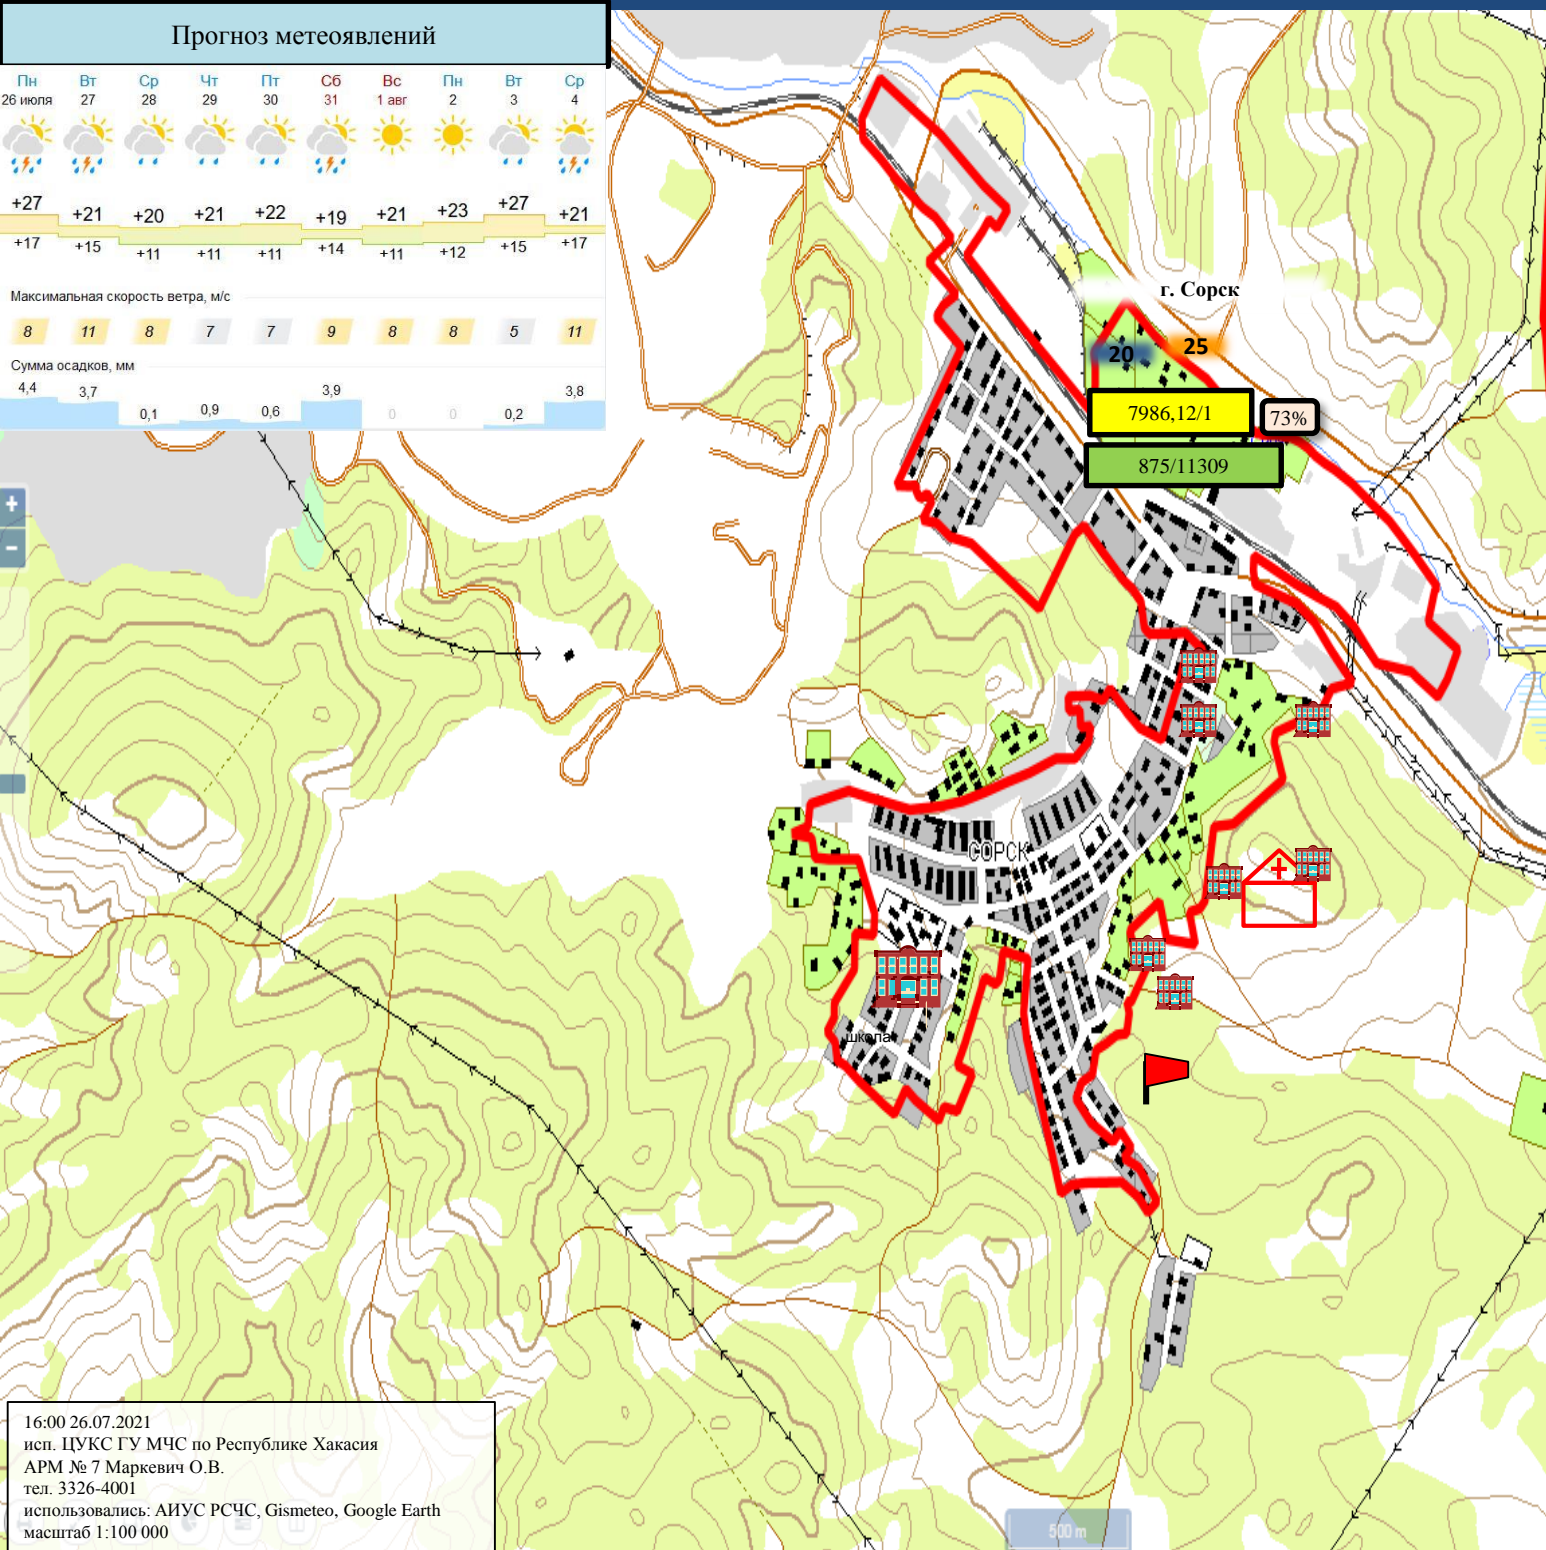 Прогноз метеоявлений
Пн Вт Ср Чт Пт Сб Вс Пн Вт Ср
26 июля 27 28 29 30 31 1 авг 2 3 4
+27 +21 +20 +21 +22 +19 +21 +23 +27 +21
+17 +15 +11 +11 +11 +14 +11 +12 +15 +17
Максимальная скорость ветра, м/с
8 11 8 7 7 9 8 8 5 11
Сумма осадков, мм
4,4 3,7 0,1 0,9 0,6 3,9 0 0 0,2 3,8
+
−
г. Сорск
20 25
7986,12/1 73%
875/11309
СОРСК
школа
16:00 26.07.2021
исп. ЦУКС ГУ МЧС по Республике Хакасия
АРМ № 7 Маркевич О.В.
тел. 3326-4001
использовались: АИУС РСЧС, Gismeteo, Google Earth
масштаб 1:100 000
500 m